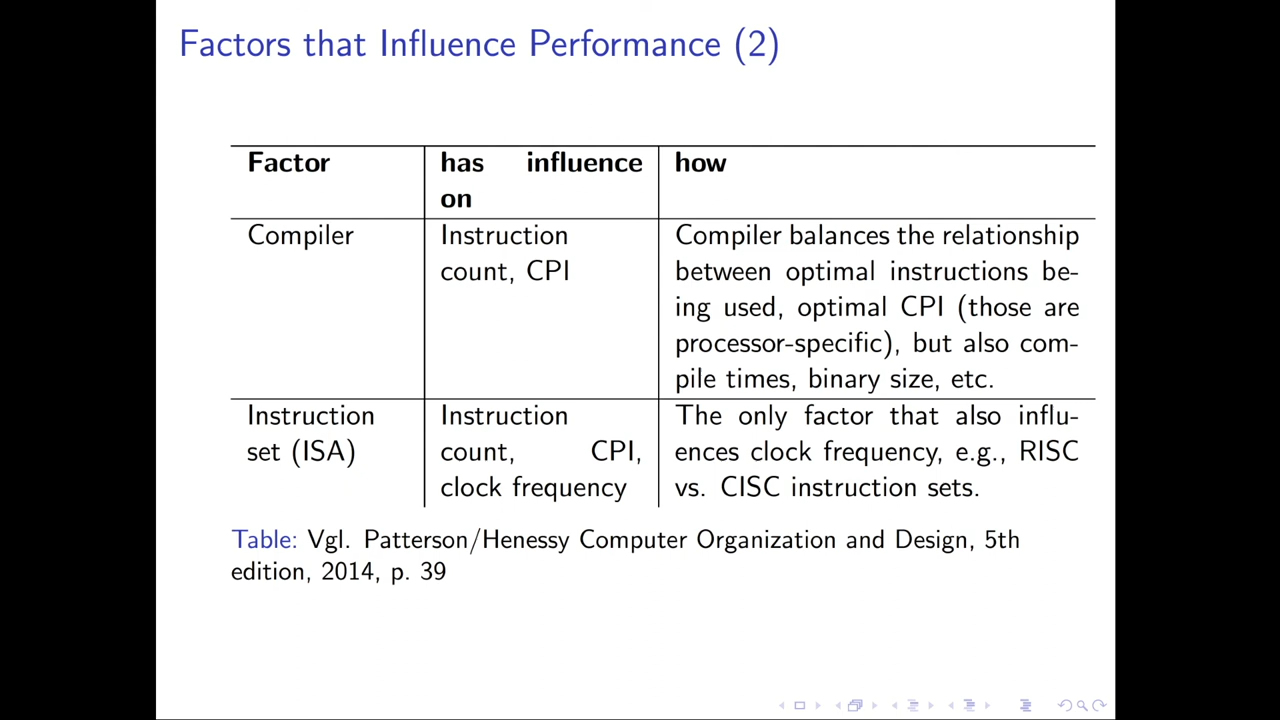 Factors that Influence Performance (2)
Factor
has influence
on
how
Compiler
Instruction
count, CPI
Compiler balances the relationship
between optimal instructions be-
ing used, optimal CPI (those are
processor-specific), but also com-
pile times, binary size, etc.
Instruction
set (ISA)
Instruction
count, CPI,
clock frequency
The only factor that also influ-
ences clock frequency, e.g., RISC
vs. CISC instruction sets.
Table: Vgl. Patterson/Henessy Computer Organization and Design, 5th
edition, 2014, p. 39